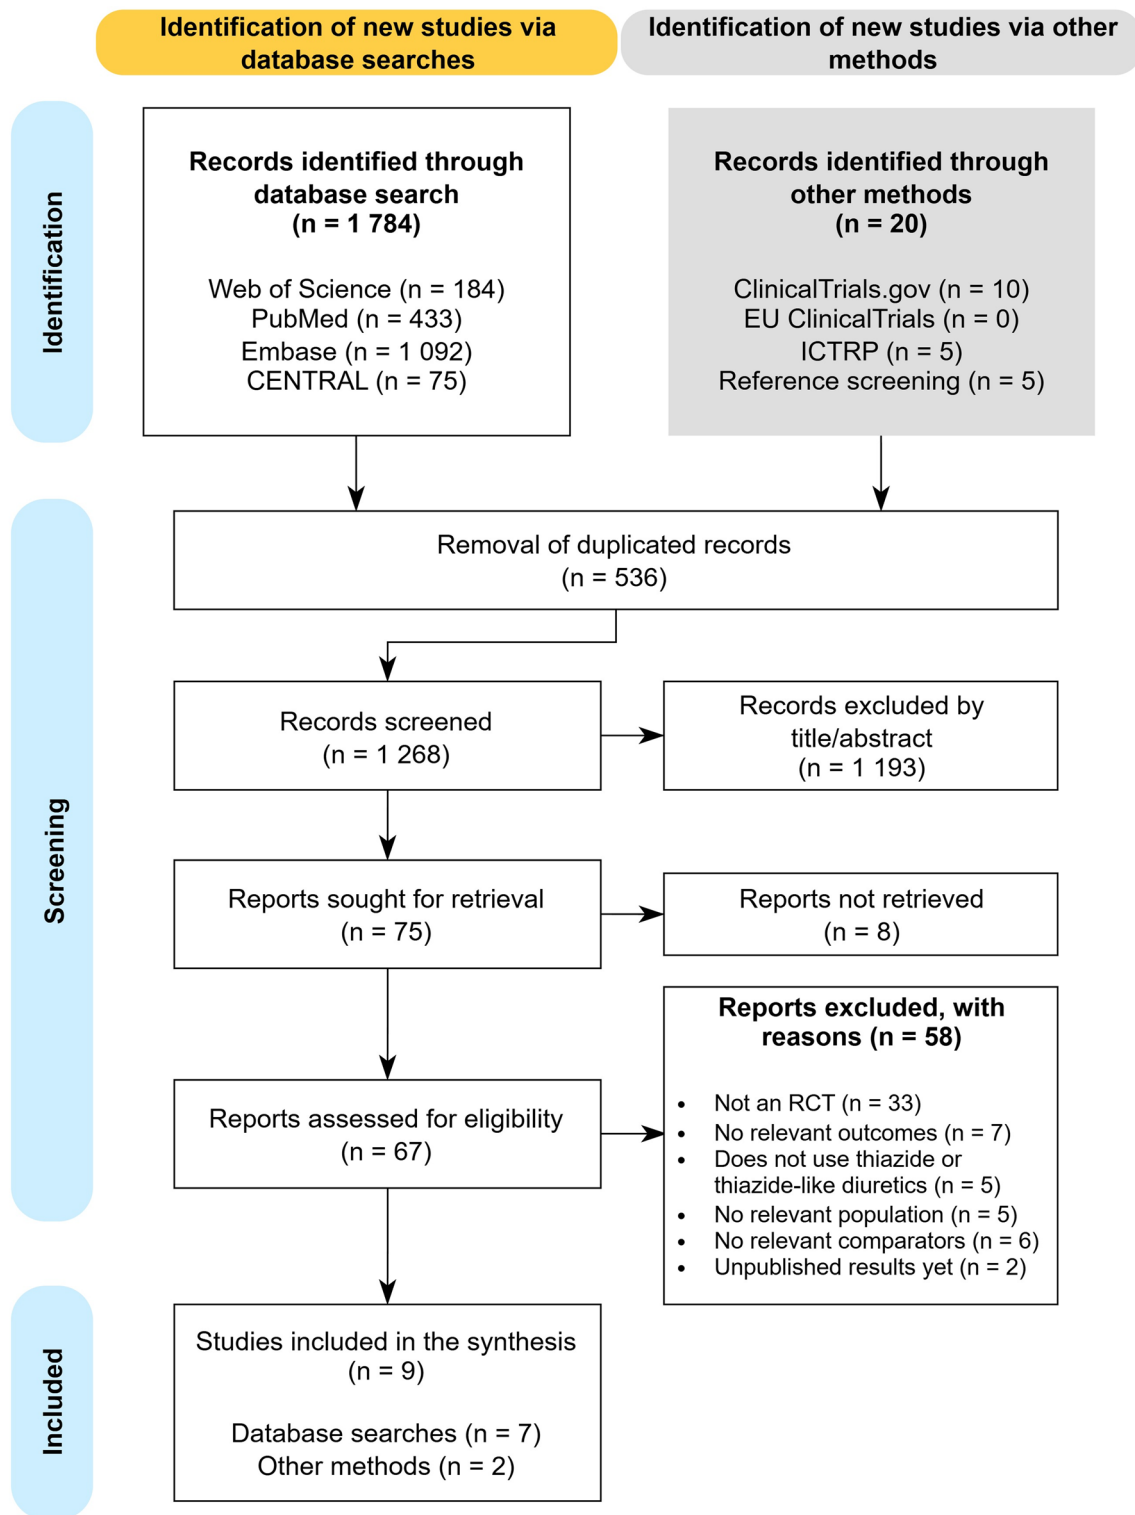 Identification of new studies via
database searches
Identification of new studies via other
methods
Identification
Records identified through
database search
(n = 1 784)
Web of Science (n = 184)
PubMed (n = 433)
Embase (n = 1 092)
CENTRAL (n = 75)
Records identified through
other methods
(n = 20)
ClinicalTrials.gov (n = 10)
EU ClinicalTrials (n = 0)
ICTRP (n = 5)
Reference screening (n = 5)
Screening
Removal of duplicated records
(n = 536)
Records screened
(n = 1 268)
Records excluded by
title/abstract
(n = 1 193)
Reports sought for retrieval
(n = 75)
Reports not retrieved
(n = 8)
Reports assessed for eligibility
(n = 67)
Reports excluded, with
reasons (n = 58)
• Not an RCT (n = 33)
• No relevant outcomes (n = 7)
• Does not use thiazide or
thiazide-like diuretics (n = 5)
• No relevant population (n = 5)
• No relevant comparators (n = 6)
• Unpublished results yet (n = 2)
Included
Studies included in the synthesis
(n = 9)
Database searches (n = 7)
Other methods (n = 2)